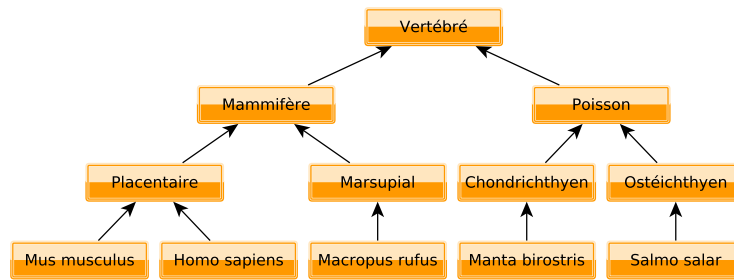 Vertébré
Mammifère
Poisson
Placentaire
Marsupial
Chondrichthyen
Ostéichthyen
Mus musculus
Homo sapiens
Macropus rufus
Manta birostris
Salmo salar